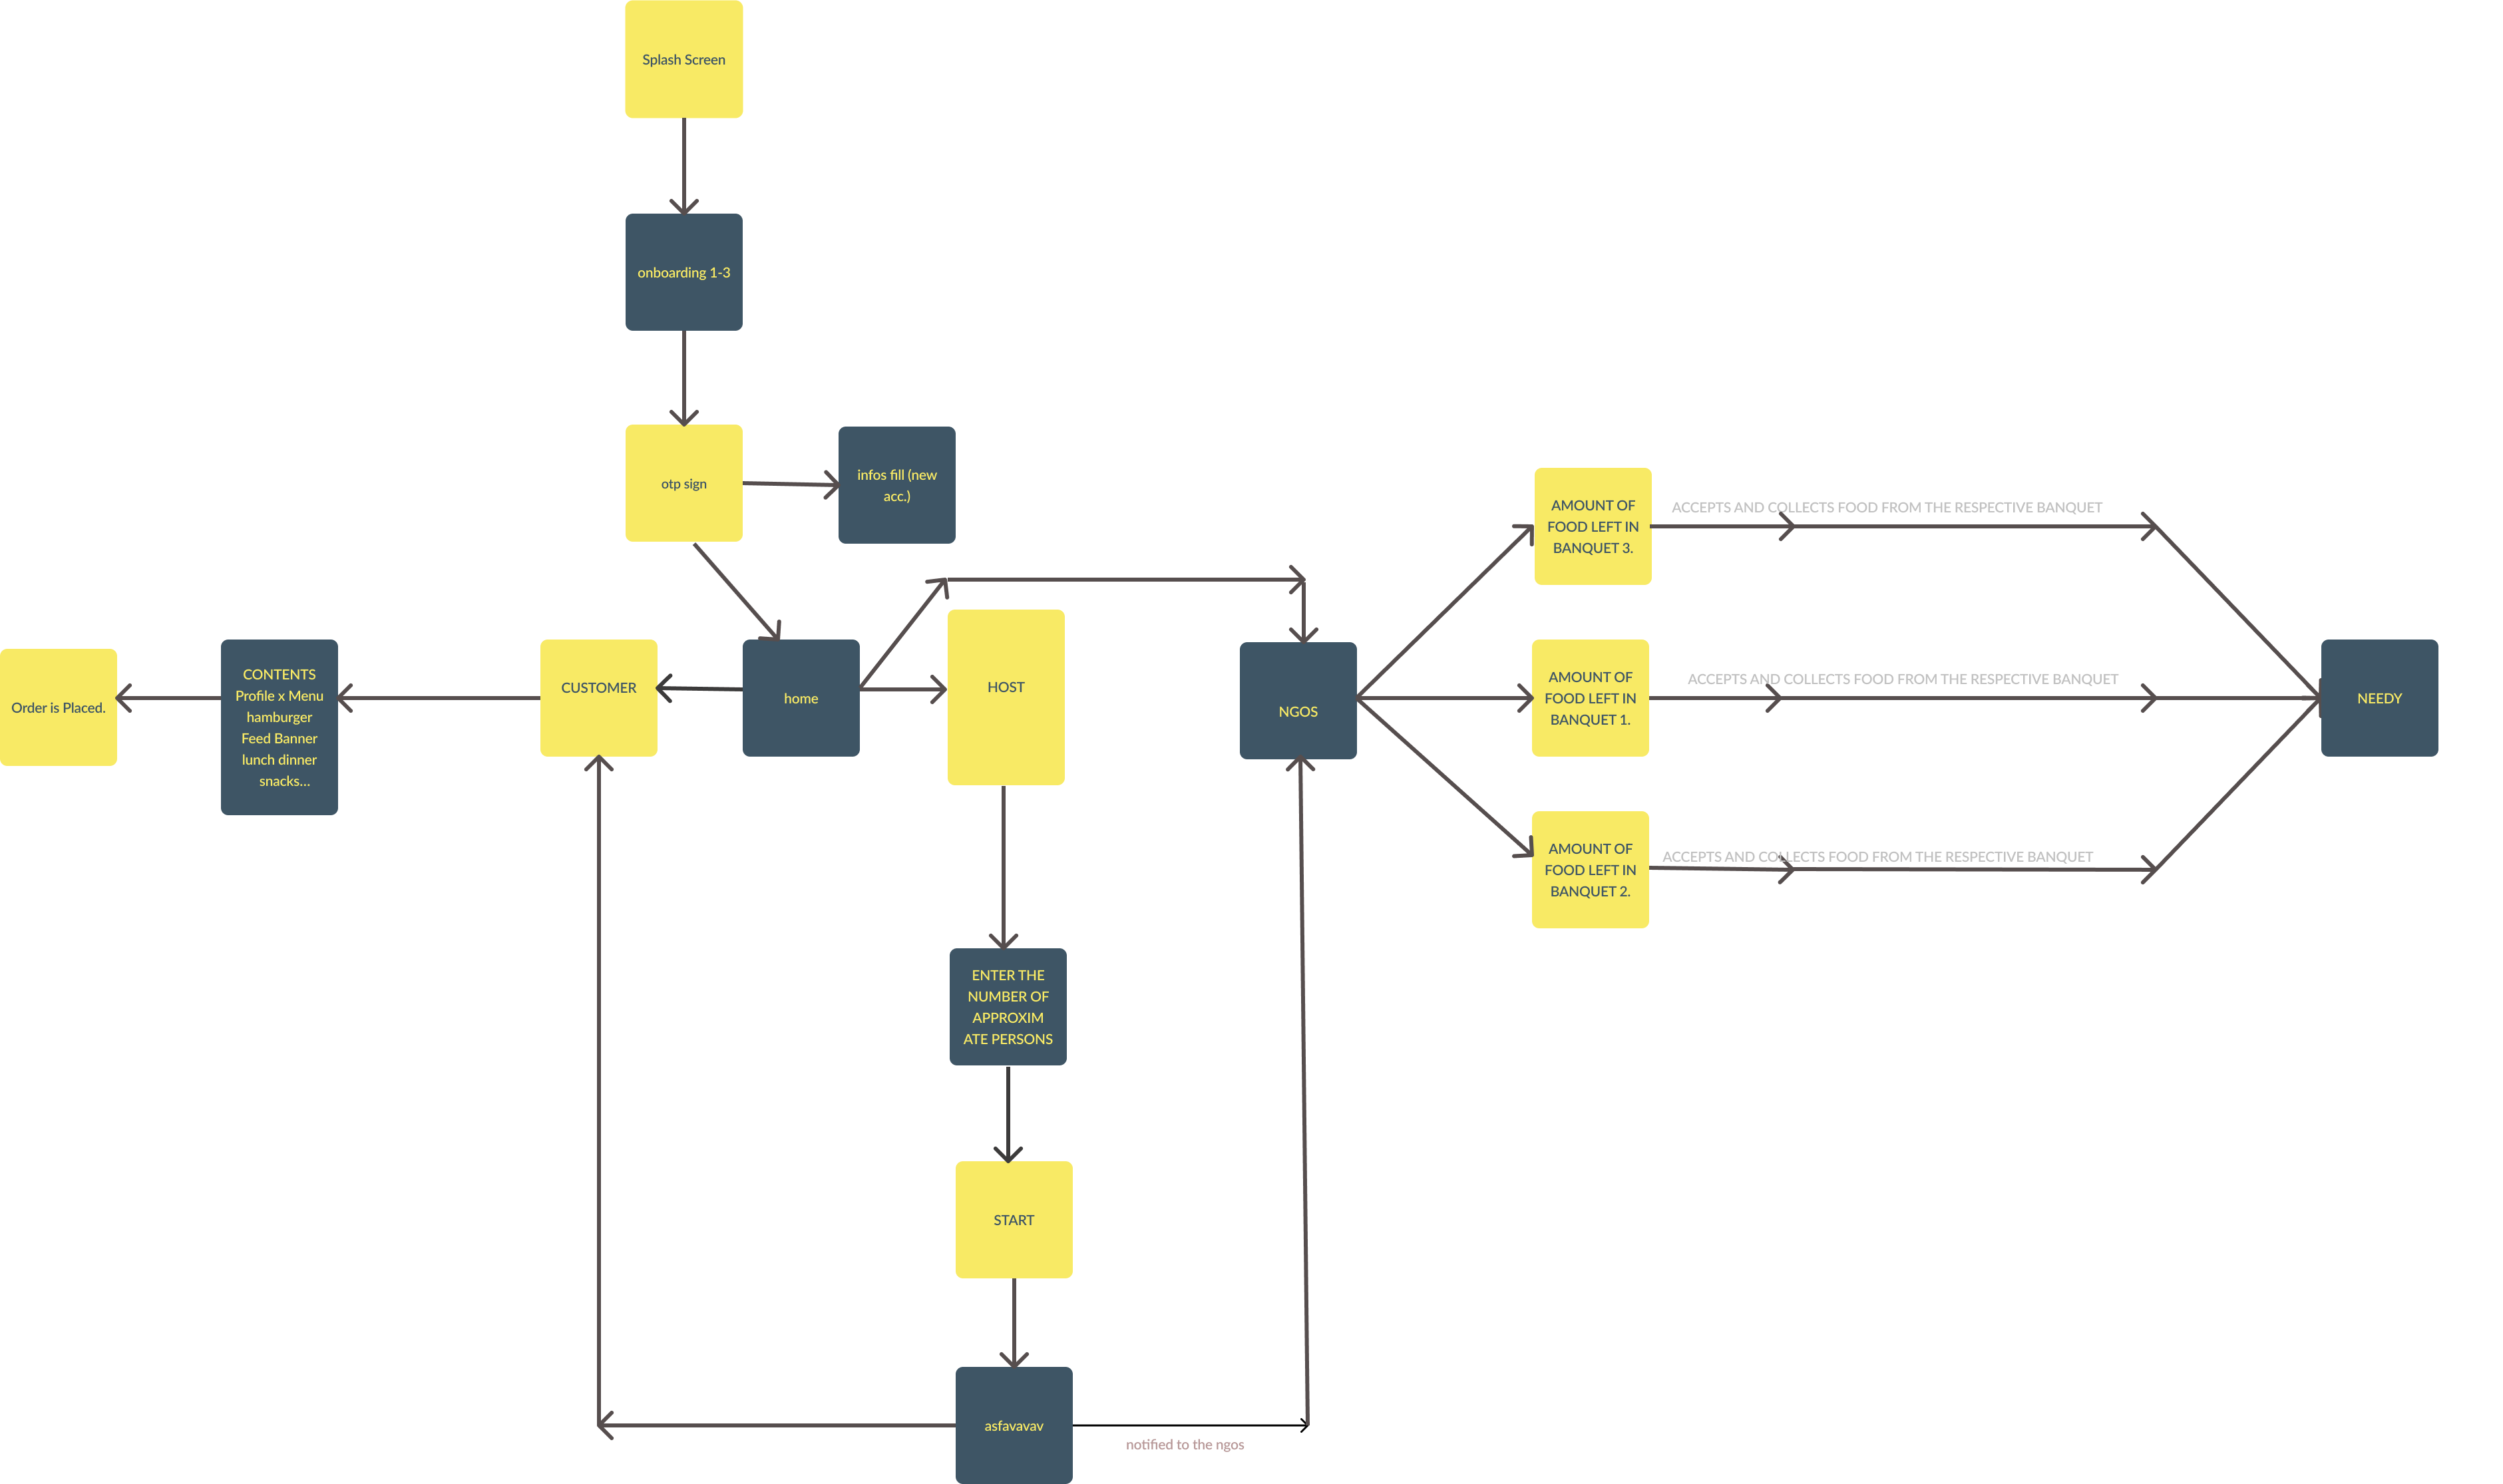 Splash Screen
onboarding 1-3
otp sign
infos fill (new
acc.)
AMOUNT OF
FOOD LEFT IN
BANQUET 3.
ACCEPTS AND COLLECTS FOOD FROM THE RESPECTIVE BANQUET
Order is Placed.
CONTENTS
Profile x Menu
hamburger
Feed Banner
lunch dinner
snacks...
CUSTOMER
home
HOST
NGOS
AMOUNT OF
FOOD LEFT IN
BANQUET 1.
ACCEPTS AND COLLECTS FOOD FROM THE RESPECTIVE BANQUET
NEEDY
AMOUNT OF
FOOD LEFT IN
BANQUET 2.
ACCEPTS AND COLLECTS FOOD FROM THE RESPECTIVE BANQUET
ENTER THE
NUMBER OF
APPROXIM
ATE PERSONS
START
asfavavav
notified to the ngos